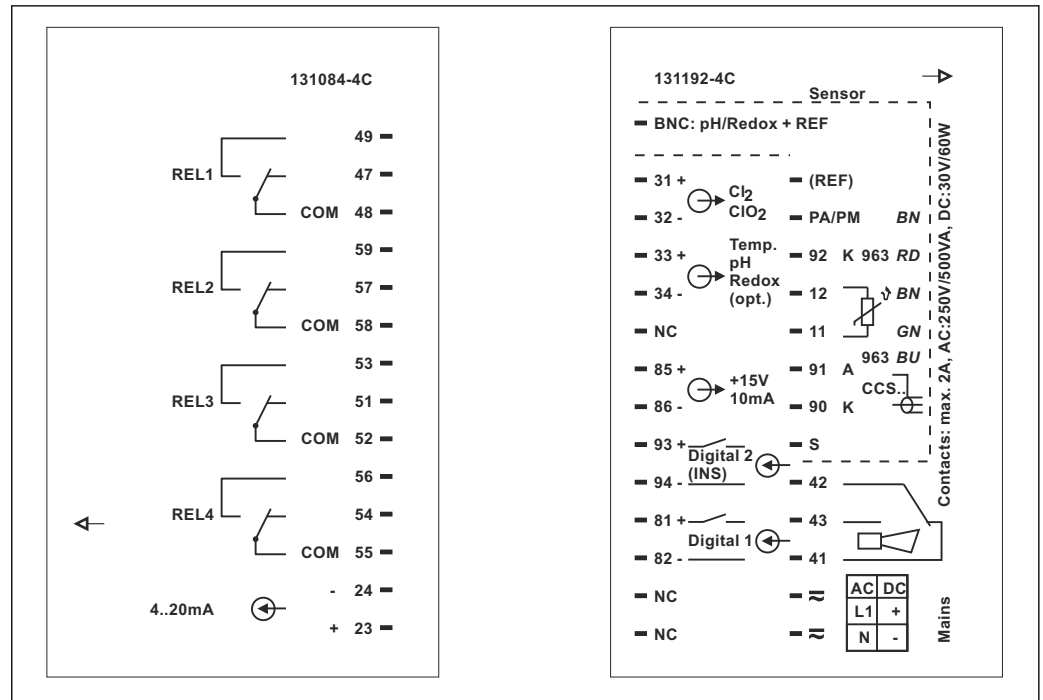 131084-4C
49
REL1
47
COM 48
59
REL2
57
COM 58
53
REL3
51
COM 52
56
REL4
54
COM 55
- 24
4..20mA
+ 23
131192-4C
Sensor
BNC: pH/Redox + REF
31 +
Cl2
ClO2
32 -
33 +
Temp.
pH
Redox
(opt.)
34 -
NC
85 +
+15V
10mA
86 -
93 +
Digital 2
(INS)
94 -
81 +
Digital 1
82 -
NC
NC
(REF)
PA/PM BN
92 K 963 RD
12 BN
11 GN
963 BU
91 A
CCS..
90 K
S
42
43
41
AC DC
L1 +
N -
Contacts: max. 2A, AC:250V/500VA, DC:30V/60W
Mains